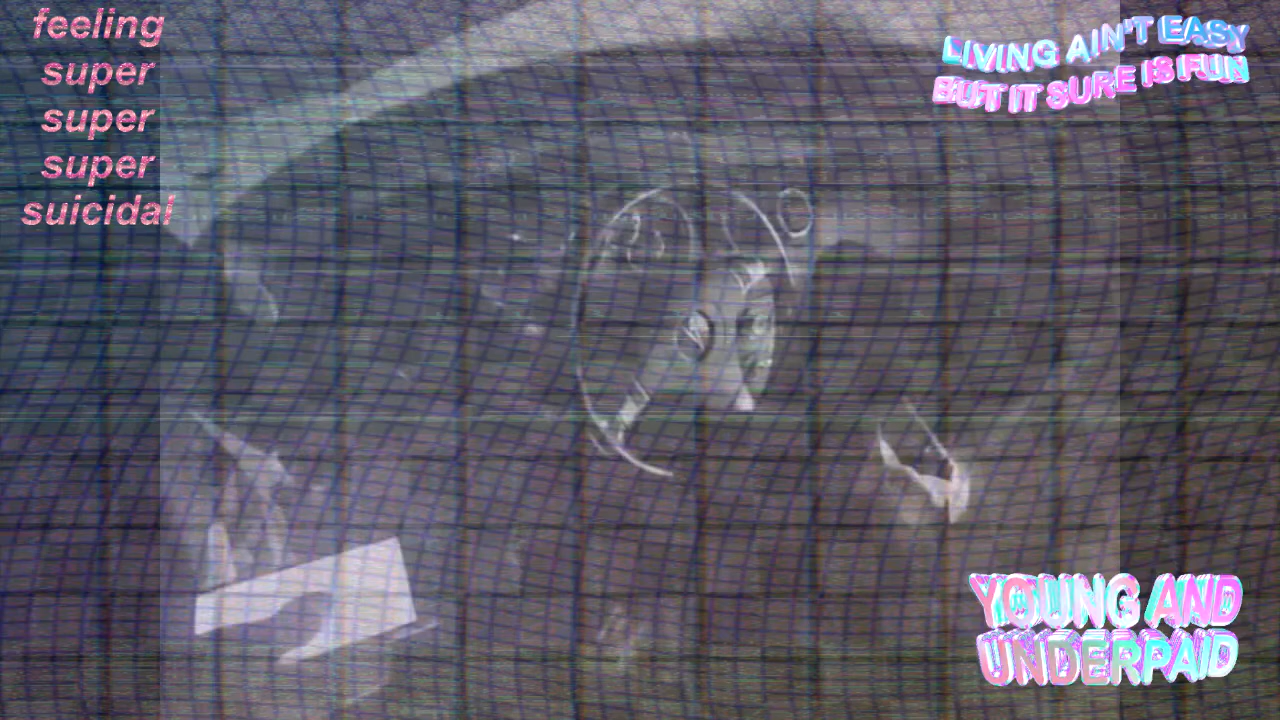 feeling
super
super
super
suicidal
LIVING AIN'T EASY
BUT IT SURE IS FUN
YOUNG AND
UNDERPAID